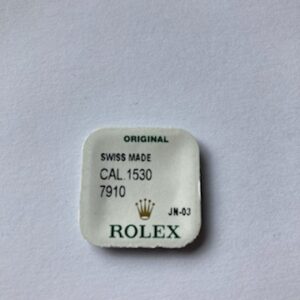 ORIGINAL
SWISS MADE
CAL.1530
7910
JN-03
ROLEX